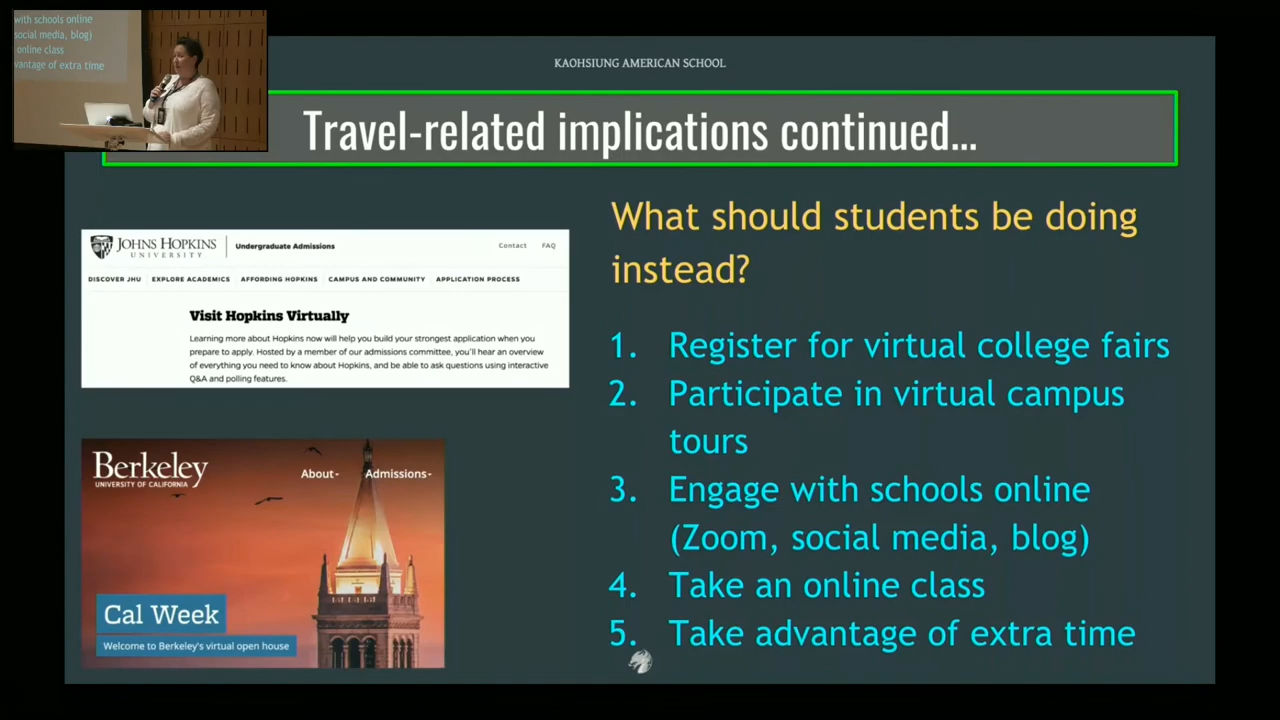 with schools online
social media, blog)
online class
vantage of extra time
KAOHSIUNG AMERICAN SCHOOL
Travel-related implications continued...
JOHNS HOPKINS
UNIVERSITY
Undergraduate Admissions
Contact FAQ
DISCOVER JHU EXPLORE ACADEMICS AFFORDING HOPKINS CAMPUS AND COMMUNITY APPLICATION PROCESS
Visit Hopkins Virtually
Learning more about Hopkins now will help you build your strongest application when you
prepare to apply. Hosted by a member of our admissions committee, you'll hear an overview
of everything you need to know about Hopkins, and be able to ask questions using interactive
Q&A and polling features.
Berkeley
UNIVERSITY OF CALIFORNIA
About Admissions
Cal Week
Welcome to Berkeley's virtual open house
What should students be doing
instead?
1. Register for virtual college fairs
2. Participate in virtual campus
tours
3. Engage with schools online
(Zoom, social media, blog)
4. Take an online class
5. Take advantage of extra time